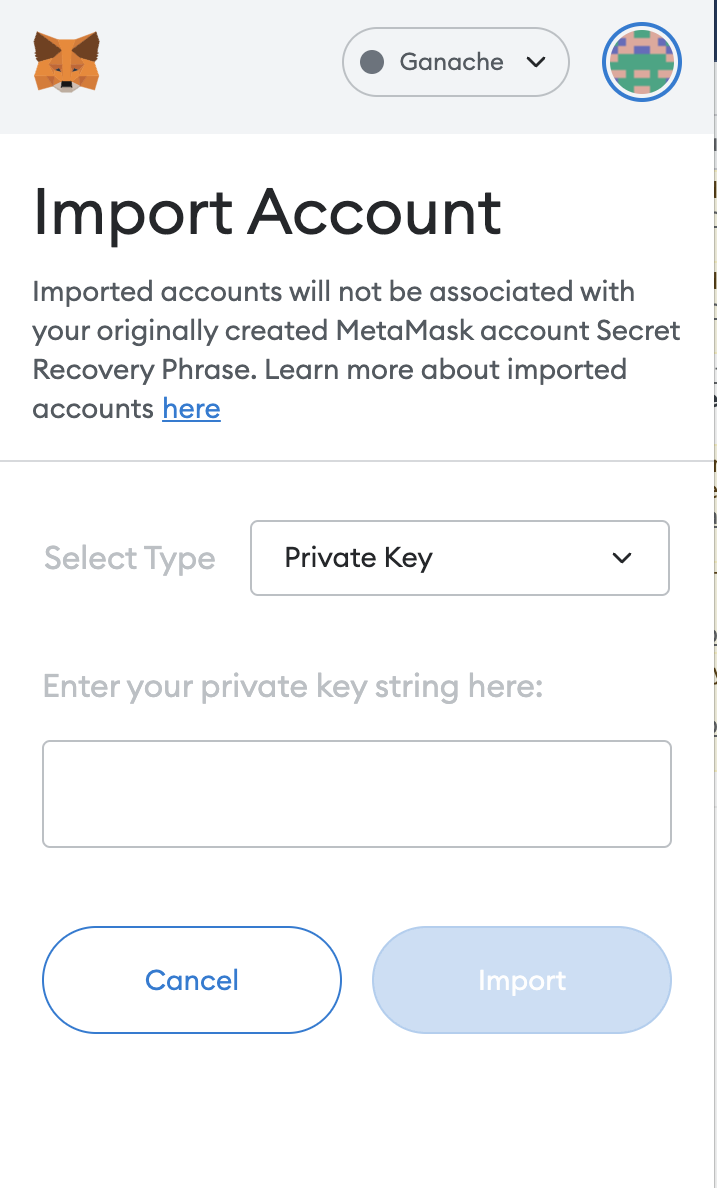 Ganache
Import Account
Imported accounts will not be associated with
your originally created MetaMask account Secret
Recovery Phrase. Learn more about imported
accounts here
Select Type
Private Key
Enter your private key string here:
Cancel
Import